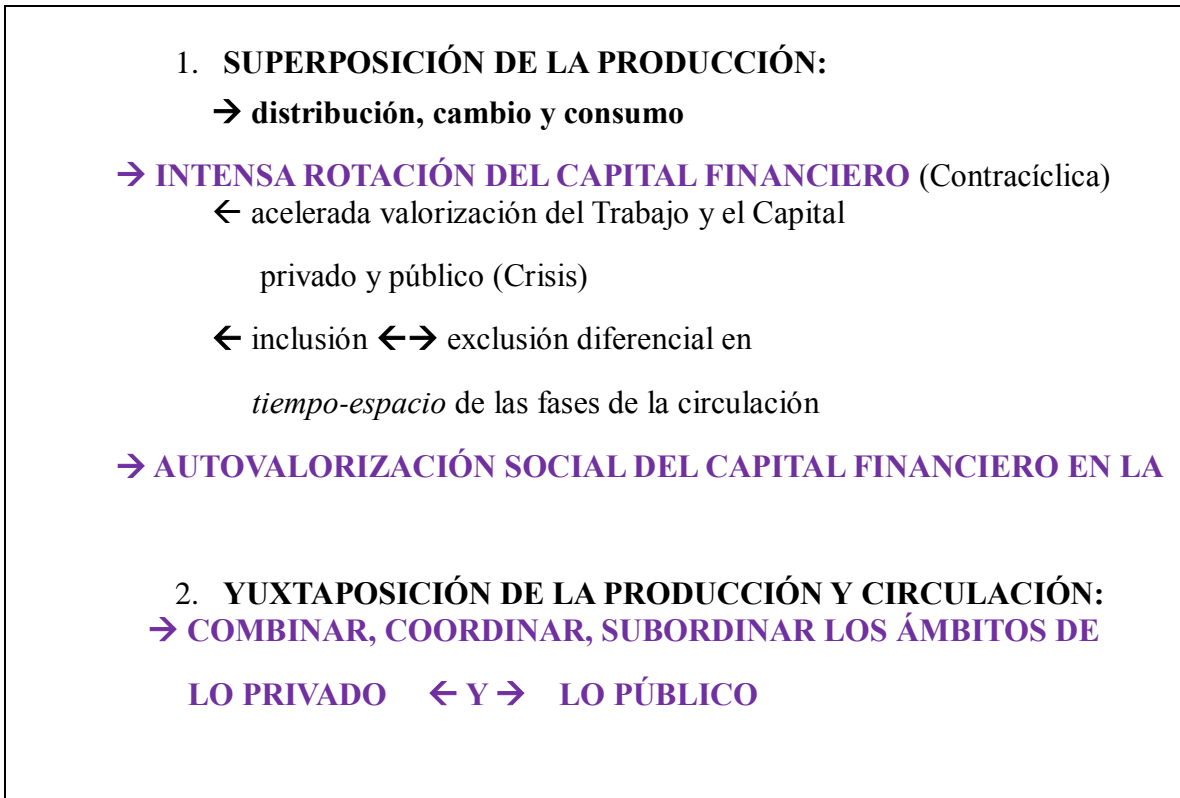 1. SUPERPOSICIÓN DE LA PRODUCCIÓN:
→ distribución, cambio y consumo
→ INTENSA ROTACIÓN DEL CAPITAL FINANCIERO (Contracíclica)
← acelerada valorización del Trabajo y el Capital
privado y público (Crisis)
← inclusión ←→ exclusión diferencial en
tiempo-espacio de las fases de la circulación
→ AUTOVALORIZACIÓN SOCIAL DEL CAPITAL FINANCIERO EN LA
2. YUXTAPOSICIÓN DE LA PRODUCCIÓN Y CIRCULACIÓN:
→ COMBINAR, COORDINAR, SUBORDINAR LOS ÁMBITOS DE
LO PRIVADO ← Y → LO PÚBLICO